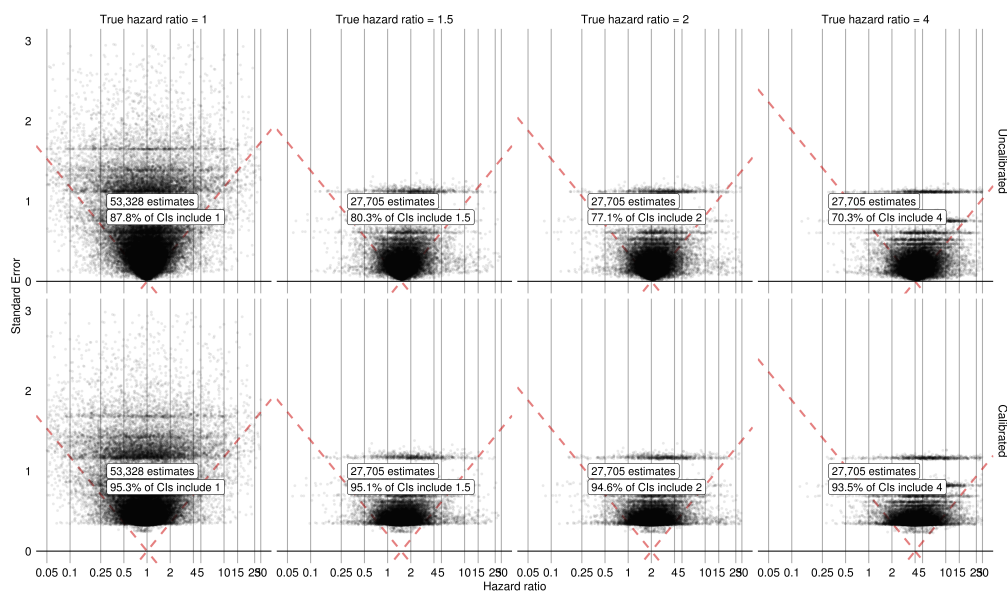 True hazard ratio = 1
True hazard ratio = 1.5
True hazard ratio = 2
True hazard ratio = 4
3
2
1
0
53,328 estimates
87.8% of CIs include 1
27,705 estimates
80.3% of CIs include 1.5
27,705 estimates
77.1% of CIs include 2
27,705 estimates
70.3% of CIs include 4
Uncalibrated
Standard Error
3
2
1
0
53,328 estimates
95.3% of CIs include 1
27,705 estimates
95.1% of CIs include 1.5
27,705 estimates
94.6% of CIs include 2
27,705 estimates
93.5% of CIs include 4
Calibrated
0.05 0.1 0.25 0.5 1 2 4 5 10 15 25 30
0.05 0.1 0.25 0.5 1 2 4 5 10 15 25 30
0.05 0.1 0.25 0.5 1 2 4 5 10 15 25 30
0.05 0.1 0.25 0.5 1 2 4 5 10 15 25 30
Hazard ratio